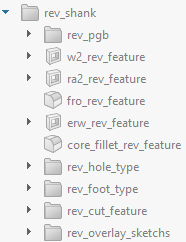 rev_shank
rev_pgb
w2_rev_feature
ra2_rev_feature
fro_rev_feature
erw_rev_feature
core_fillet_rev_feature
rev_hole_type
rev_foot_type
rev_cut_feature
rev_overlay_sketchs